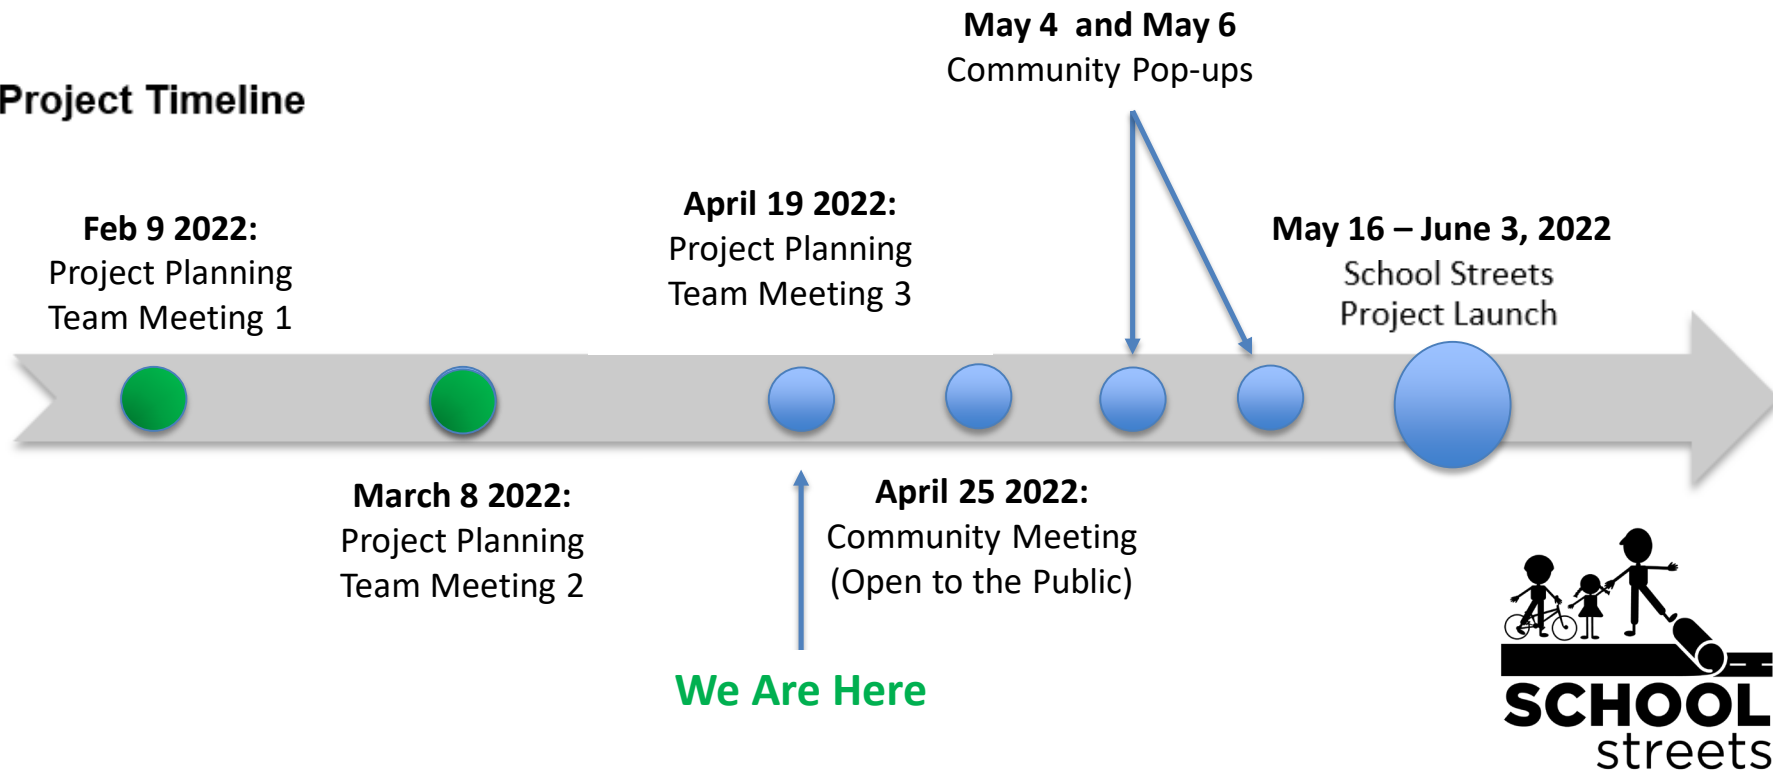 Project Timeline
Feb 9 2022:
Project Planning
Team Meeting 1
March 8 2022:
Project Planning
Team Meeting 2
April 19 2022:
Project Planning
Team Meeting 3
We Are Here
April 25 2022:
Community Meeting
(Open to the Public)
May 4  and May 6
Community Pop-ups
May 16 – June 3, 2022
School Streets
Project Launch
SCHOOL
streets